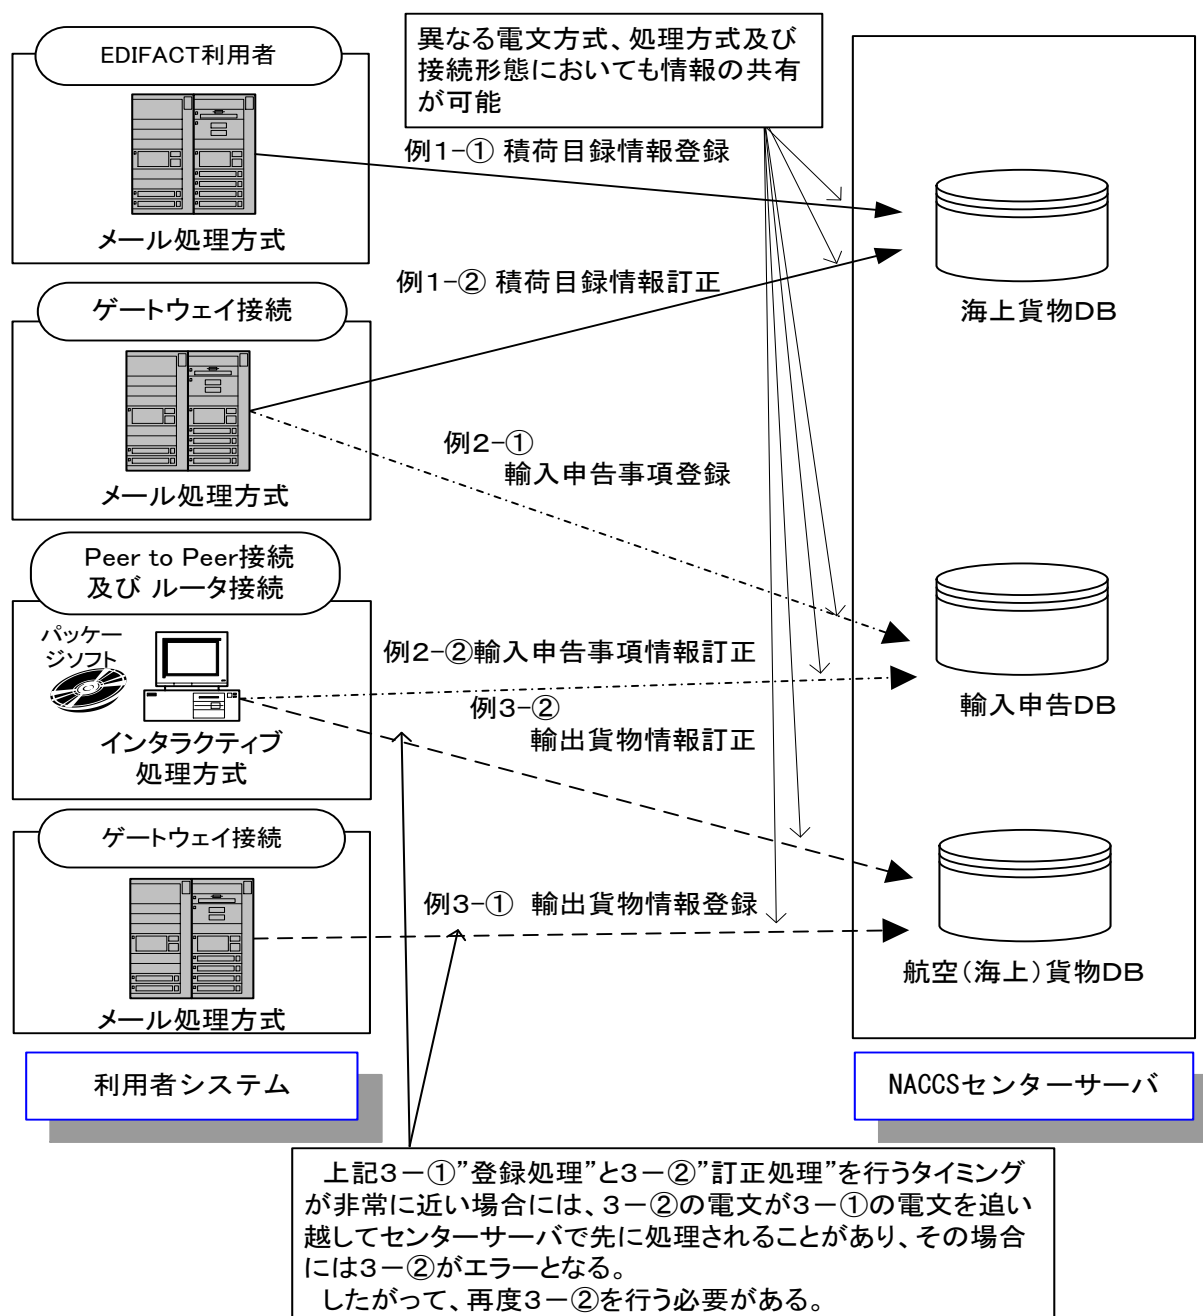 EDIFACT利用者
メール処理方式
異なる電文方式、処理方式及び
接続形態においても情報の共有
が可能
例1-① 積荷目録情報登録
例1-② 積荷目録情報訂正
海上貨物DB
ゲートウェイ接続
メール処理方式
例2-①
輸入申告事項登録
Peer to Peer接続
及び ルータ接続
パッケー
ジソフト
インタラクティブ
処理方式
例2-②輸入申告事項情報訂正
例3-②
輸出貨物情報訂正
輸入申告DB
ゲートウェイ接続
メール処理方式
例3-① 輸出貨物情報登録
航空(海上)貨物DB
利用者システム
NACCSセンターサーバ
上記3-①”登録処理”と3-②”訂正処理”を行うタイミング
が非常に近い場合には、3-②の電文が3-①の電文を追い
越してセンターサーバで先に処理されることがあり、その場合
には3-②がエラーとなる。
したがって、再度3-②を行う必要がある。